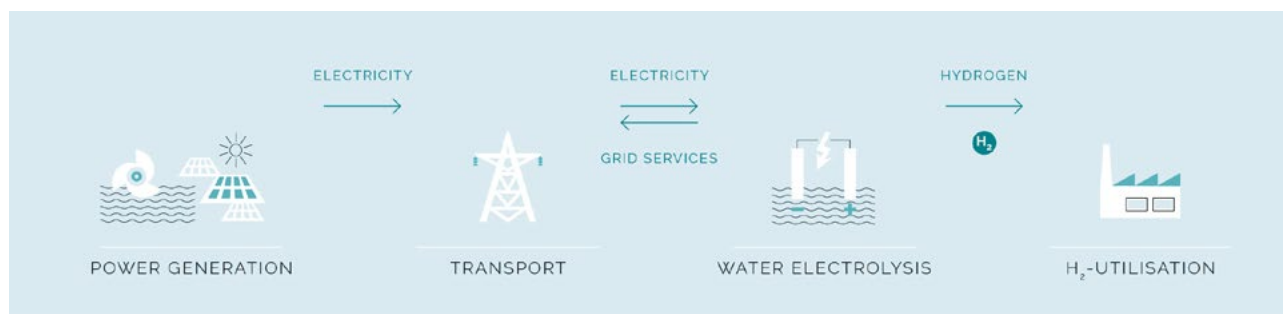 ELECTRICITY
ELECTRICITY
HYDROGEN
H₂
GRID SERVICES
− +
POWER GENERATION
TRANSPORT
WATER ELECTROLYSIS
H₂-UTILISATION